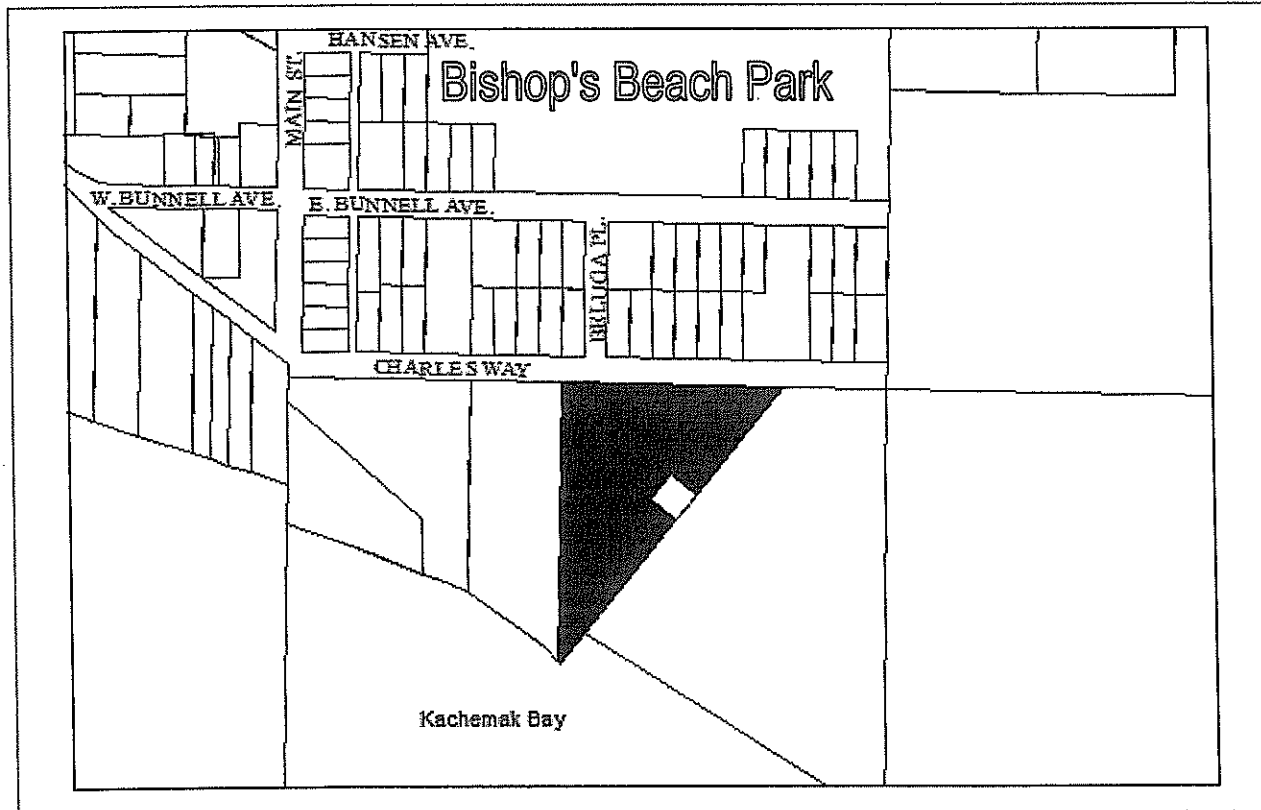 HANSEN AVE.
Bishop's Beach Park
MAIN ST.
W. BUNNELL AVE.
E. BUNNELL AVE.
BELUGA PL.
CHARLES WAY
Kachemak Bay